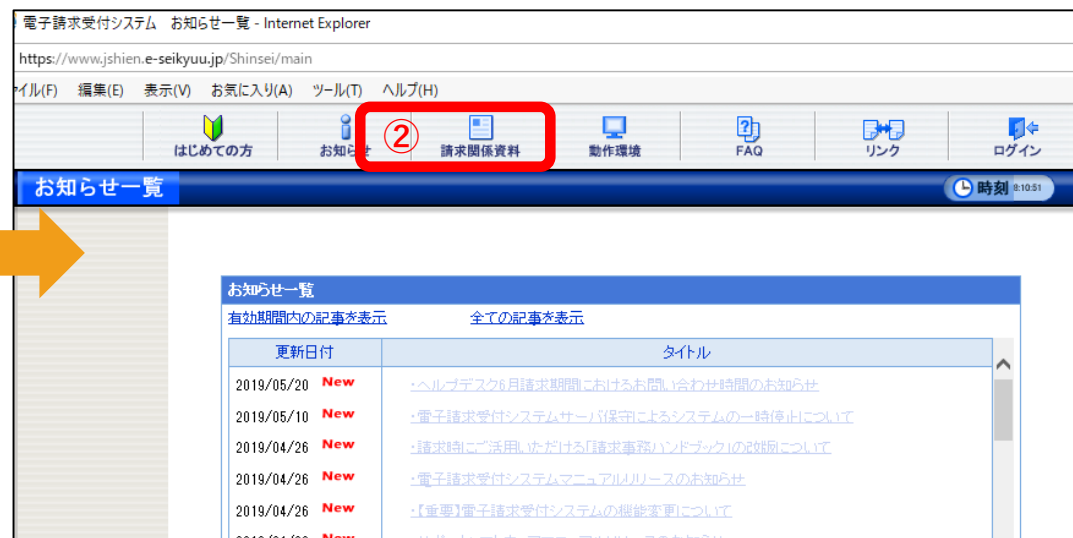 電子請求受付システム お知らせ一覧 - Internet Explorer
https://www.jshien.e-seikyuu.jp/Shinsei/main
イル(F) 編集(E) 表示(V) お気に入り(A) ツール(T) ヘルプ(H)
はじめての方 お知らせ ② 請求関係資料 動作環境 FAQ リンク ログイン
お知らせ一覧 時刻 8:10:51
お知らせ一覧
有効期間内の記事を表示 全ての記事を表示
更新日付 タイトル
2019/05/20 New ・ヘルプデスク6月請求期間におけるお問い合わせ時間のお知らせ
2019/05/10 New ・電子請求受付システムサーバ保守によるシステムの一時停止について
2019/04/26 New ・請求時にご活用いただける「請求事務ハンドブック」の改版について
2019/04/26 New ・電子請求受付システムマニュアルリリースのお知らせ
2019/04/26 New ・【重要】電子請求受付システムの機能変更について